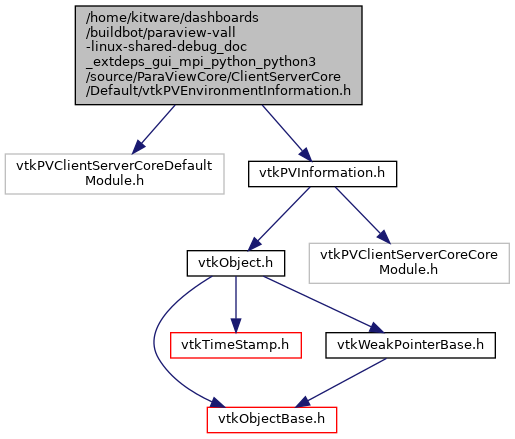 /home/kitware/dashboards
/buildbot/paraview-vall
-linux-shared-debug_doc
_extdeps_gui_mpi_python_python3
/source/ParaViewCore/ClientServerCore
/Default/vtkPVEnvironmentInformation.h
vtkPVClientServerCoreDefault
Module.h
vtkPVInformation.h
vtkObject.h
vtkPVClientServerCoreCore
Module.h
vtkTimeStamp.h
vtkWeakPointerBase.h
vtkObjectBase.h